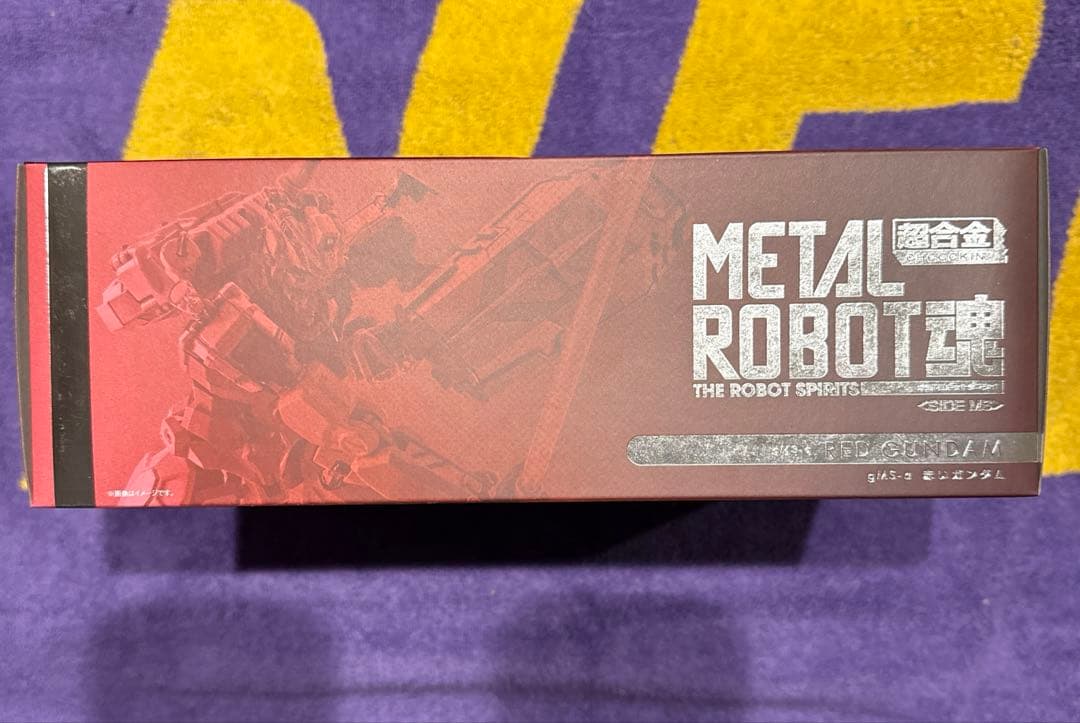 METAL 超合金
CHOGOKIN
ROBOT魂
THE ROBOT SPIRITS
<SIDE MS>
RED GUNDAM
gMS-α 赤いガンダム
※画像はイメージです。